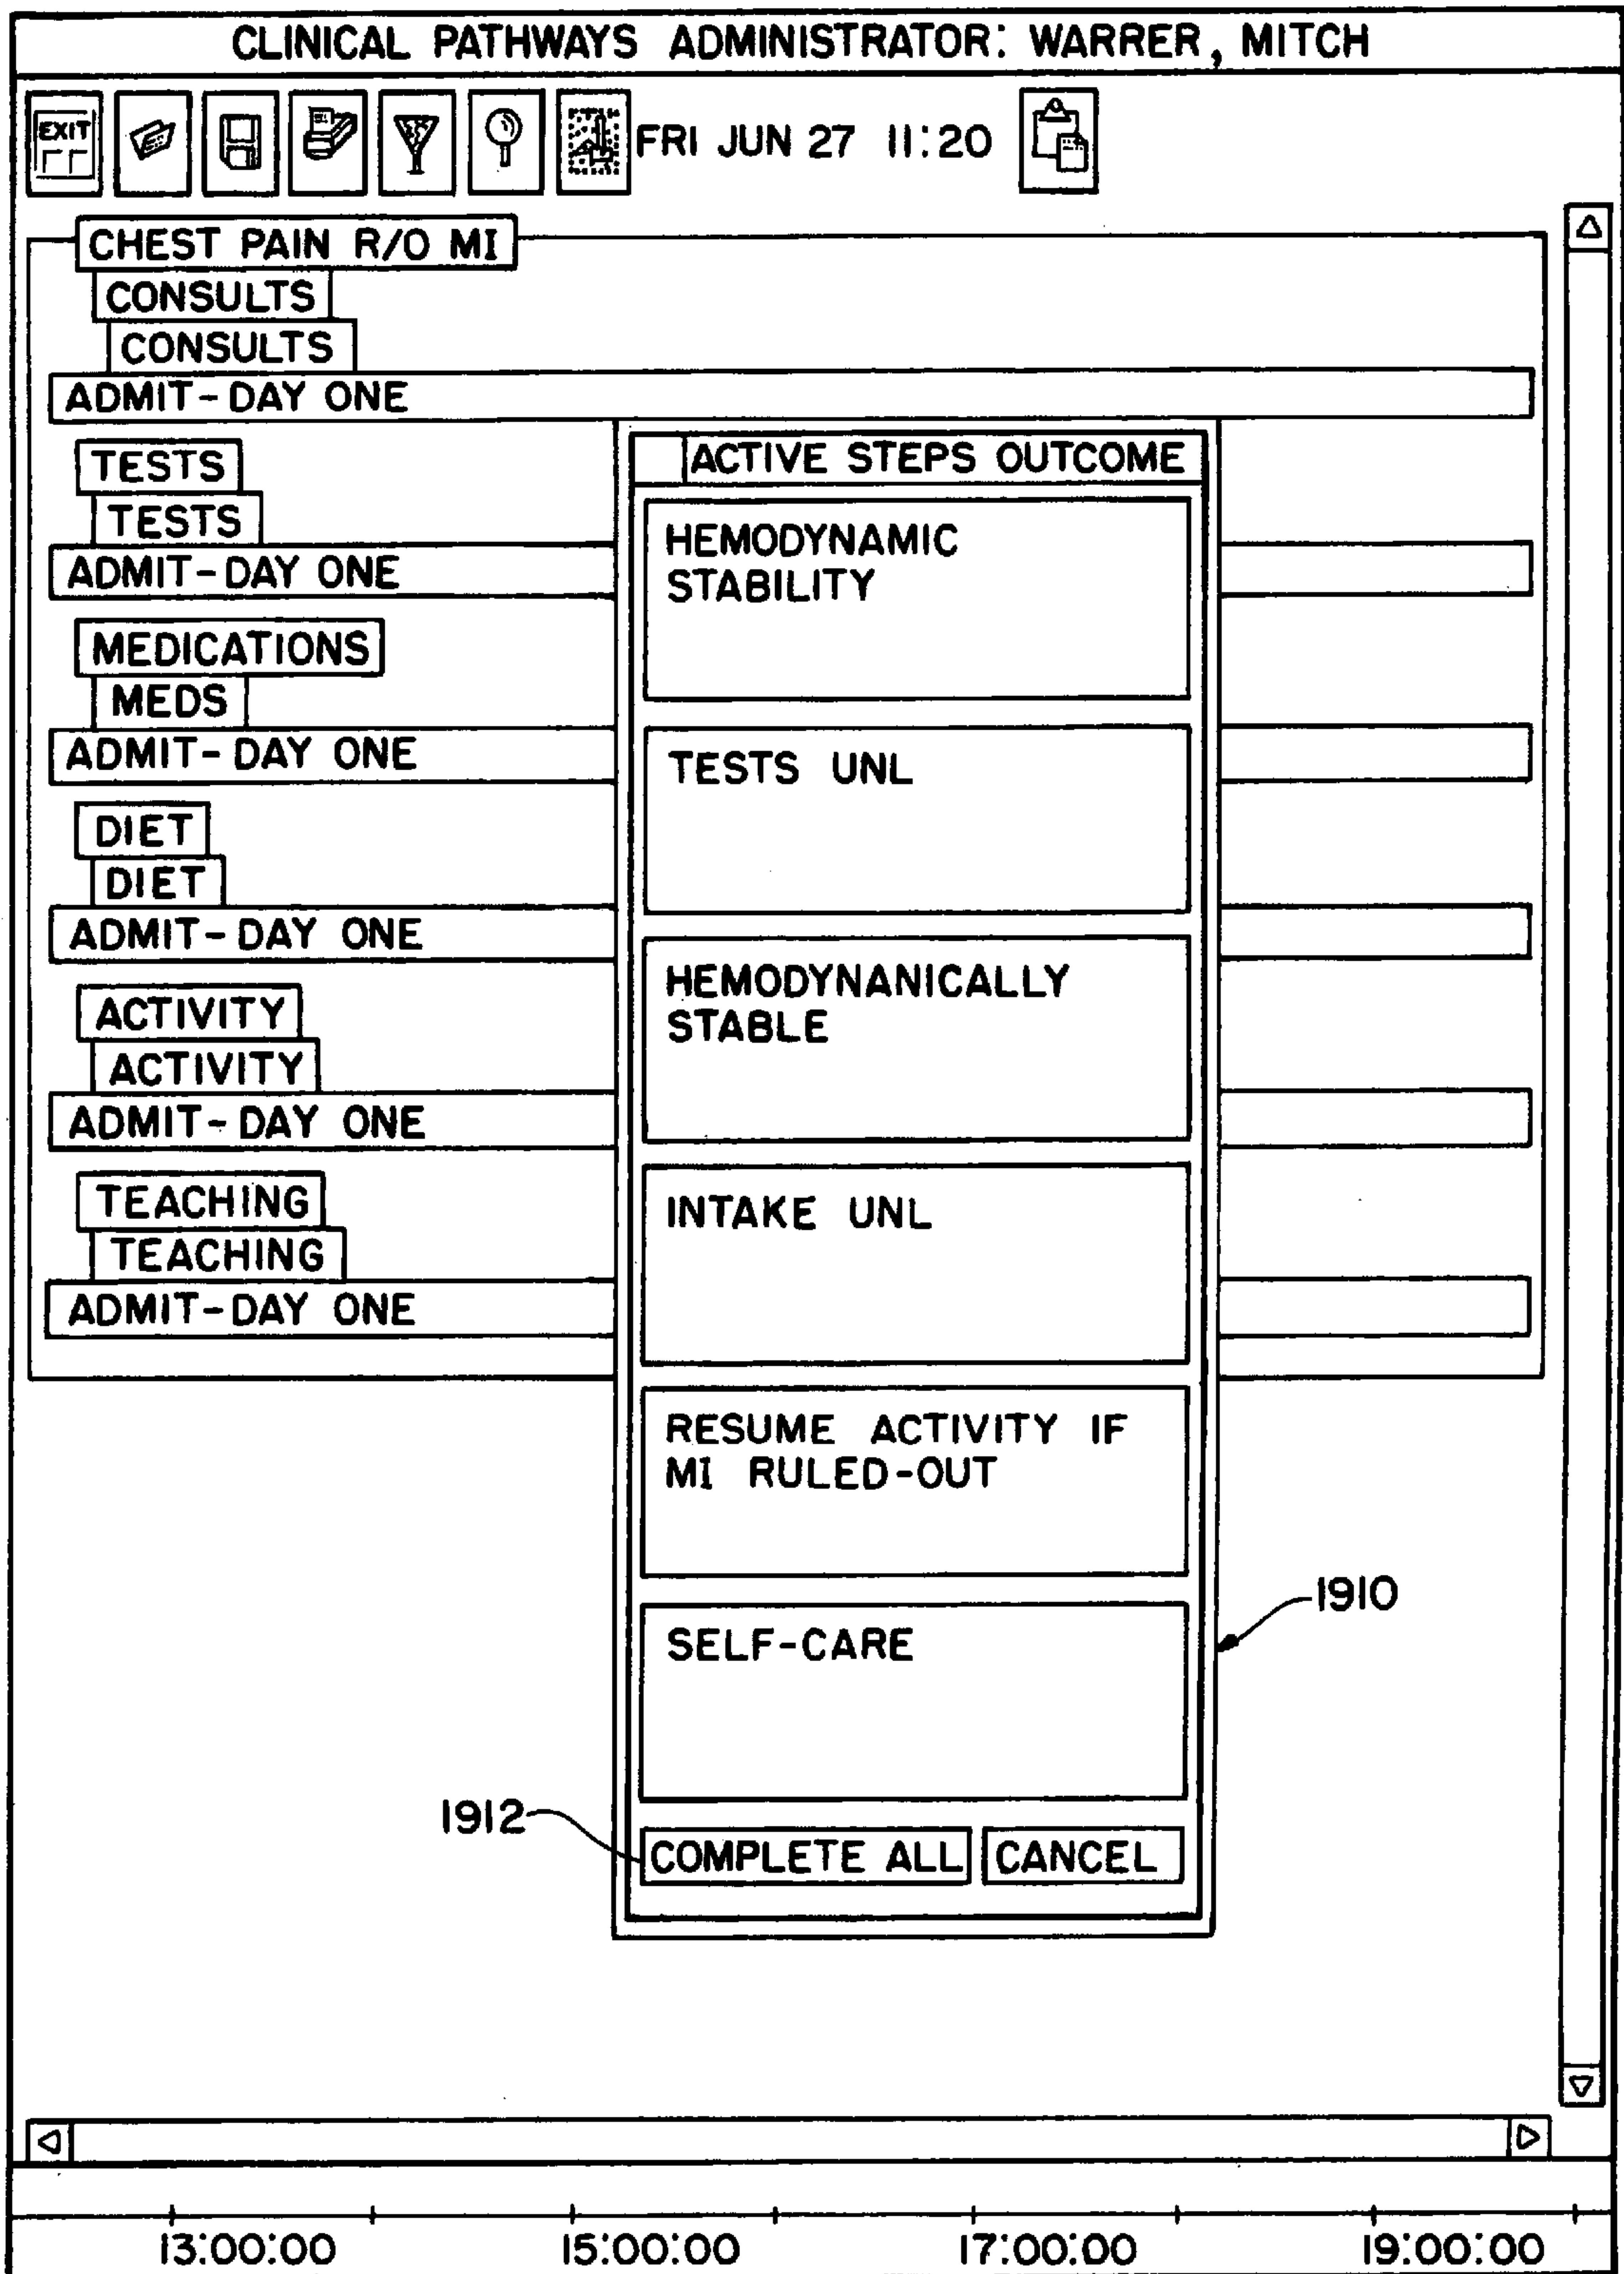 CLINICAL PATHWAYS ADMINISTRATOR: WARRER, MITCH
EXIT
FRI JUN 27 11:20
CHEST PAIN R/O MI
CONSULTS
CONSULTS
ADMIT-DAY ONE
TESTS
TESTS
ADMIT-DAY ONE
MEDICATIONS
MEDS
ADMIT-DAY ONE
DIET
DIET
ADMIT-DAY ONE
ACTIVITY
ACTIVITY
ADMIT-DAY ONE
TEACHING
TEACHING
ADMIT-DAY ONE
ACTIVE STEPS OUTCOME
HEMODYNAMIC
STABILITY
TESTS UNL
HEMODYNANICALLY
STABLE
INTAKE UNL
RESUME ACTIVITY IF
MI RULED-OUT
SELF-CARE
1910
1912
COMPLETE ALL
CANCEL
13:00:00 15:00:00 17:00:00 19:00:00